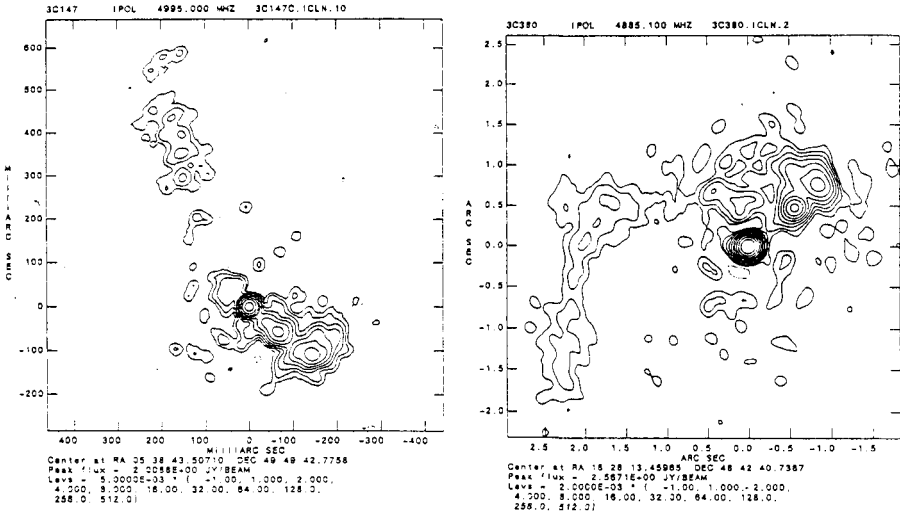 3C147 IPOL 4995.000 MHZ 3C147C.ICLN.10
600
500
400
300
200
100
0
-100
-200
MILLIARC SEC
400 300 200 100 0 -100 -200 -300 -400
MILLIARC SEC
Center at RA 05 38 43.50710 DEC 49 49 42.7758
Peak flux = 2.0056E+00 JY/BEAM
Levs = 5.0000E-03 * ( -1.00, 1.000, 2.000,
4.000, 8.000, 16.00, 32.00, 64.00, 128.0,
256.0, 512.0)
3C380 IPOL 4885.100 MHZ 3C380.ICLN.2
2.5
2.0
1.5
1.0
0.5
0.0
-0.5
-1.0
-1.5
-2.0
ARC SEC
2.5 2.0 1.5 1.0 0.5 0.0 -0.5 -1.0 -1.5
ARC SEC
Center at RA 18 28 13.45985 DEC 48 42 40.7387
Peak flux = 2.5671E+00 JY/BEAM
Levs = 2.0000E-03 * ( -1.00, 1.000, 2.000,
4.000, 8.000, 16.00, 32.00, 64.00, 128.0,
256.0, 512.0)